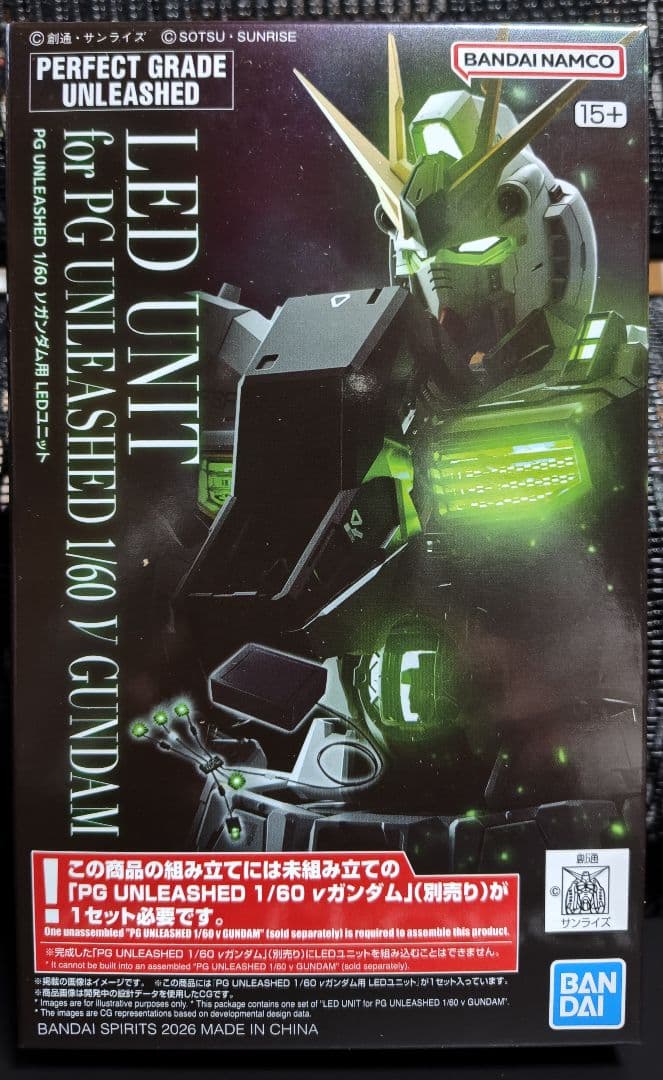 ©創通・サンライズ ©SOTSU・SUNRISE
PERFECT GRADE
UNLEASHED
BANDAI NAMCO
15+
LED UNIT
for PG UNLEASHED 1/60 ν GUNDAM
PG UNLEASHED 1/60 νガンダム用 LEDユニット
!
この商品の組み立てには未組み立ての
「PG UNLEASHED 1/60 νガンダム」(別売り)が
1セット必要です。
One unassembled "PG UNLEASHED 1/60 ν GUNDAM" (sold separately) is required to assemble this product.
※完成した「PG UNLEASHED 1/60 νガンダム」(別売り)にLEDユニットを組み込むことはできません。
* It cannot be built into an assembled "PG UNLEASHED 1/60 ν GUNDAM" (sold separately).
※掲載の画像はイメージです。 ※この商品には「PG UNLEASHED 1/60 νガンダム用 LEDユニット」が1セット入っています。
※商品画像は開発中の設計データを使用したCGです。
* Images are for illustrative purposes only. * This package contains one set of "LED UNIT for PG UNLEASHED 1/60 ν GUNDAM".
* The images are CG representations based on developmental design data.
BANDAI SPIRITS 2026 MADE IN CHINA
創通
©
サンライズ
BAN
DAI